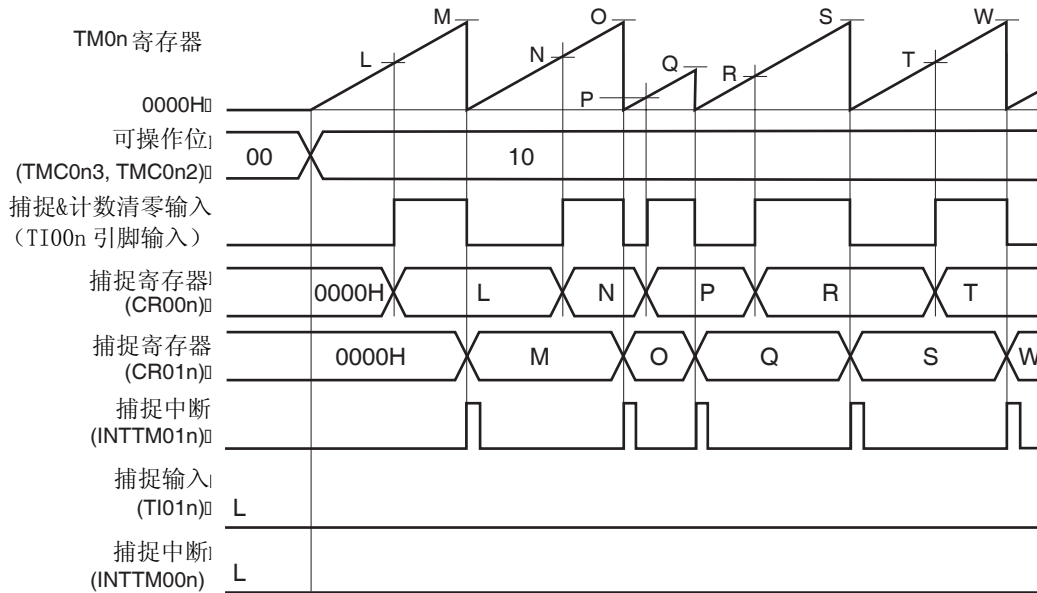 M O S W
L N Q R T
P
TM0n 寄存器
0000H
可操作位
(TMC0n3, TMC0n2)
00 10
捕捉&计数清零输入
（TI00n 引脚输入）
捕捉寄存器
(CR00n)
0000H L N P R T
捕捉寄存器
(CR01n)
0000H M O Q S W
捕捉中断
(INTTM01n)
捕捉输入
(TI01n)
L
捕捉中断
(INTTM00n)
L